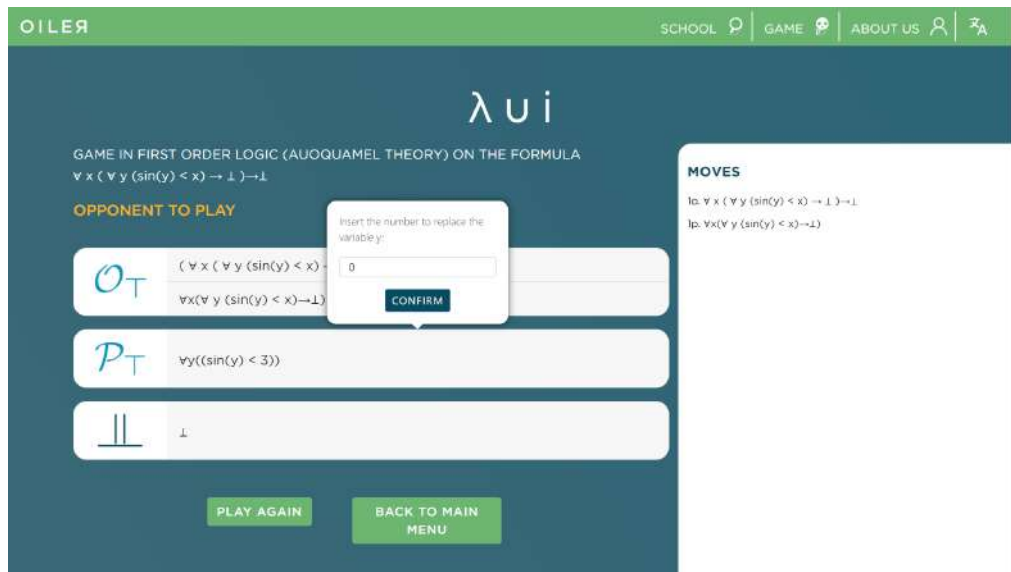 OILEЯ
SCHOOL GAME ABOUT US
λ u i
GAME IN FIRST ORDER LOGIC (AUOQUAMEL THEORY) ON THE FORMULA
∀ x ( ∀ y (sin(y) < x) → ⊥ )→⊥
OPPONENT TO PLAY
Insert the number to replace the
variable y:
0
CONFIRM
𝒪⊤
( ∀ x ( ∀ y (sin(y) < x)
∀x(∀ y (sin(y) < x)→⊥)
𝒫⊤
∀y((sin(y) < 3))
⊥
PLAY AGAIN
BACK TO MAIN
MENU
MOVES
1o. ∀ x ( ∀ y (sin(y) < x) → ⊥ )→⊥
1p. ∀x(∀ y (sin(y) < x)→⊥)